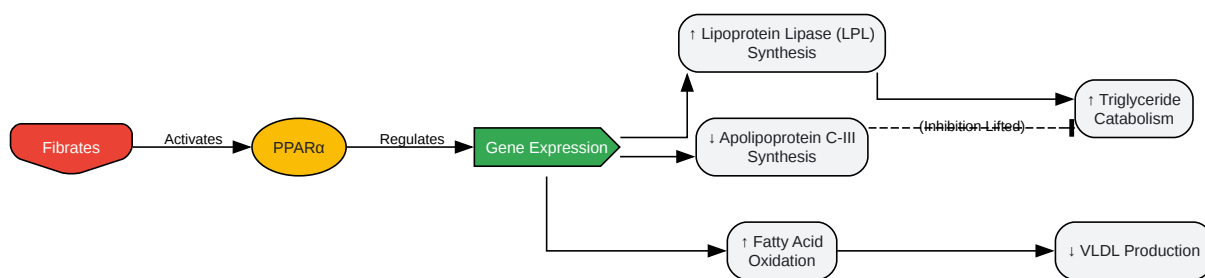 Fibrates
Activates
PPARα
Regulates
Gene Expression
↑ Lipoprotein Lipase (LPL)
Synthesis
↓ Apolipoprotein C-III
Synthesis
(Inhibition Lifted)
↑ Triglyceride
Catabolism
↑ Fatty Acid
Oxidation
↓ VLDL Production